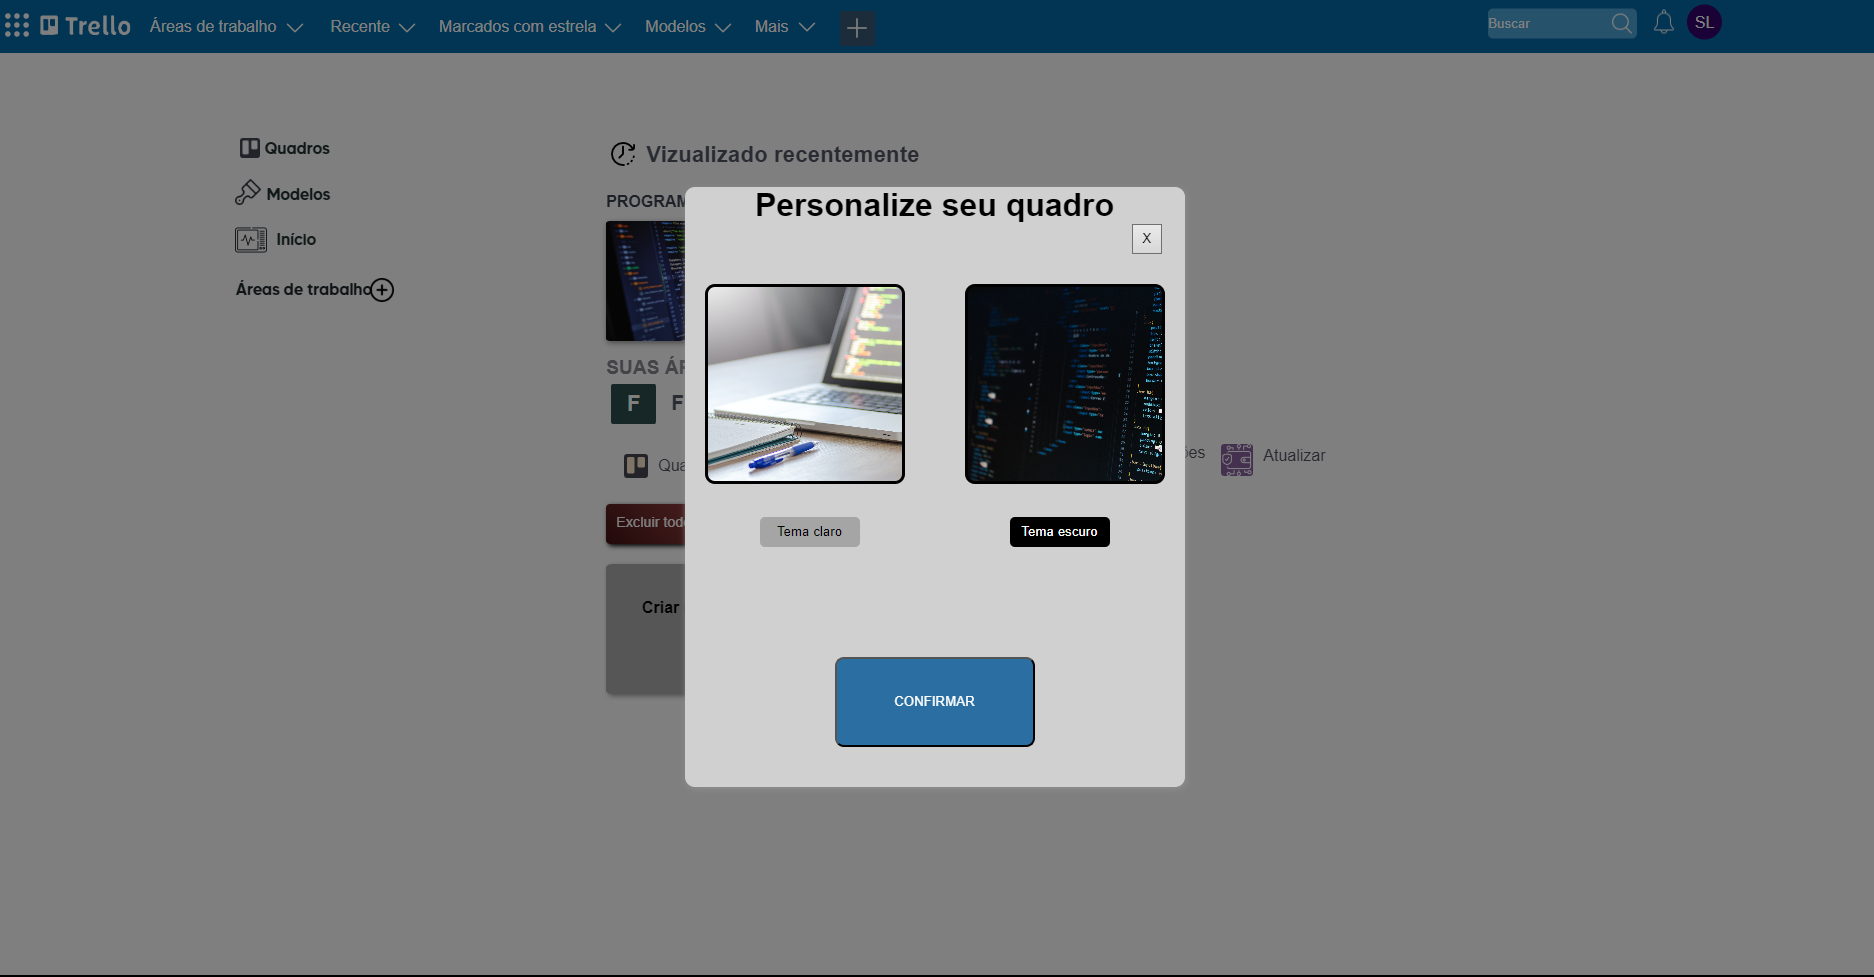 Trello Áreas de trabalho Recente Marcados com estrela Modelos Mais Buscar SL
Quadros
Modelos
Início
Áreas de trabalho
Vizualizado recentemente
PROGRAM
SUAS ÁR
F F
Qua
ões Atualizar
Excluir tod
Criar
Personalize seu quadro
X
Tema claro Tema escuro
CONFIRMAR